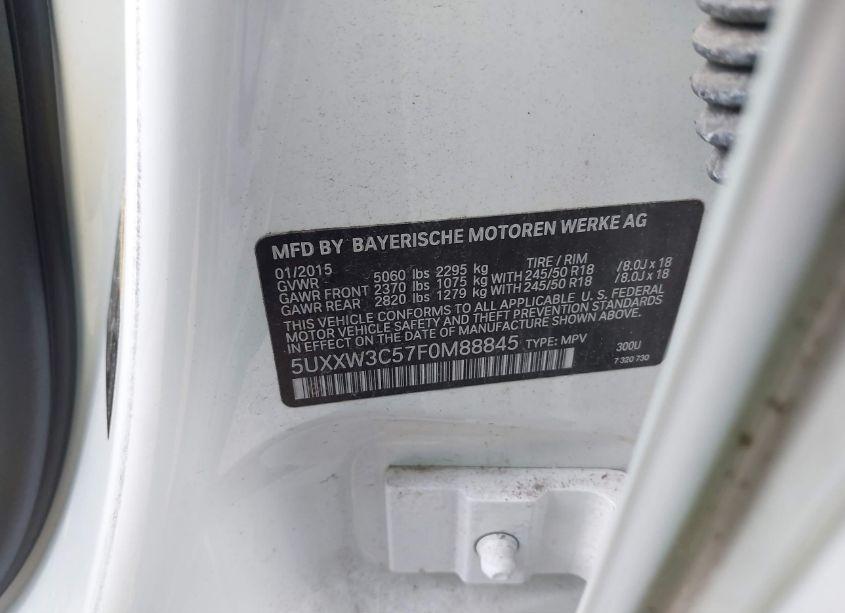 MFD BY BAYERISCHE MOTOREN WERKE AG
01/2015 TIRE / RIM
GVWR 5060 lbs 2295 kg
GAWR FRONT 2370 lbs 1075 kg WITH 245/50 R18 /8.0J x 18
GAWR REAR 2820 lbs 1279 kg WITH 245/50 R18 /8.0J x 18
THIS VEHICLE CONFORMS TO ALL APPLICABLE U.S. FEDERAL
MOTOR VEHICLE SAFETY AND THEFT PREVENTION STANDARDS
IN EFFECT ON THE DATE OF MANUFACTURE SHOWN ABOVE.
5UXXW3C57F0M88845 TYPE: MPV 300U
7 320 730